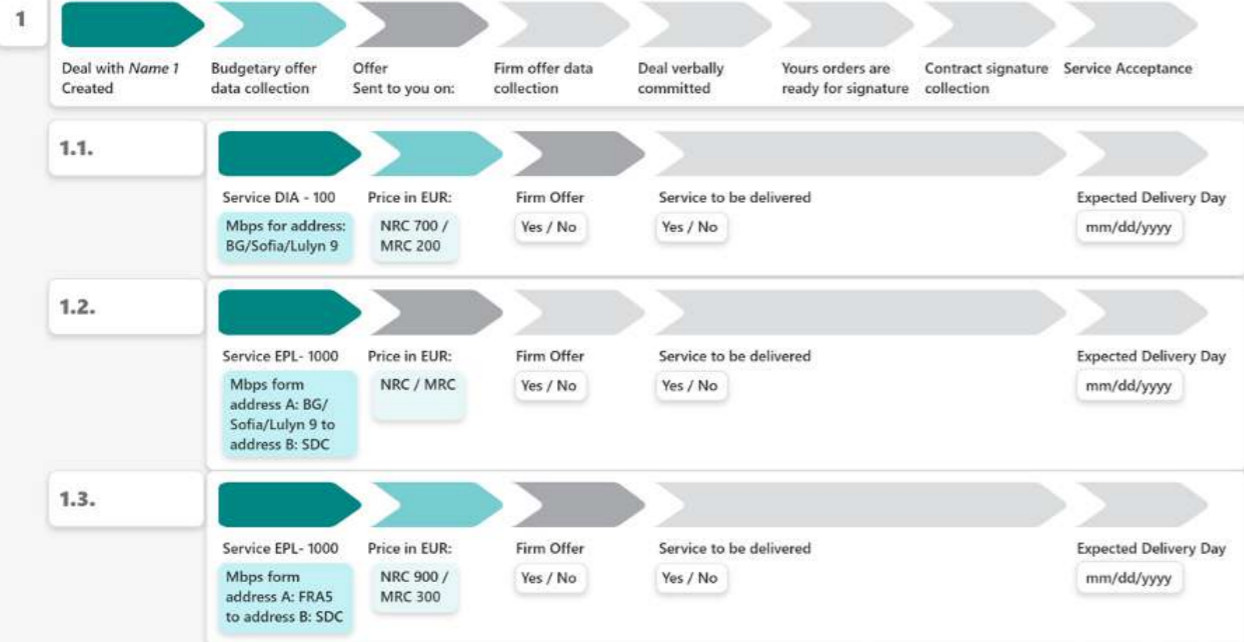 1
Deal with Name 1
Created
Budgetary offer
data collection
Offer
Sent to you on:
Firm offer data
collection
Deal verbally
committed
Yours orders are
ready for signature
Contract signature
collection
Service Acceptance
1.1.
Service DIA - 100
Mbps for address:
BG/Sofia/Lulyn 9
Price in EUR:
NRC 700 /
MRC 200
Firm Offer
Yes / No
Service to be delivered
Yes / No
Expected Delivery Day
mm/dd/yyyy
1.2.
Service EPL- 1000
Mbps form
address A: BG/
Sofia/Lulyn 9 to
address B: SDC
Price in EUR:
NRC / MRC
Firm Offer
Yes / No
Service to be delivered
Yes / No
Expected Delivery Day
mm/dd/yyyy
1.3.
Service EPL- 1000
Mbps form
address A: FRA5
to address B: SDC
Price in EUR:
NRC 900 /
MRC 300
Firm Offer
Yes / No
Service to be delivered
Yes / No
Expected Delivery Day
mm/dd/yyyy